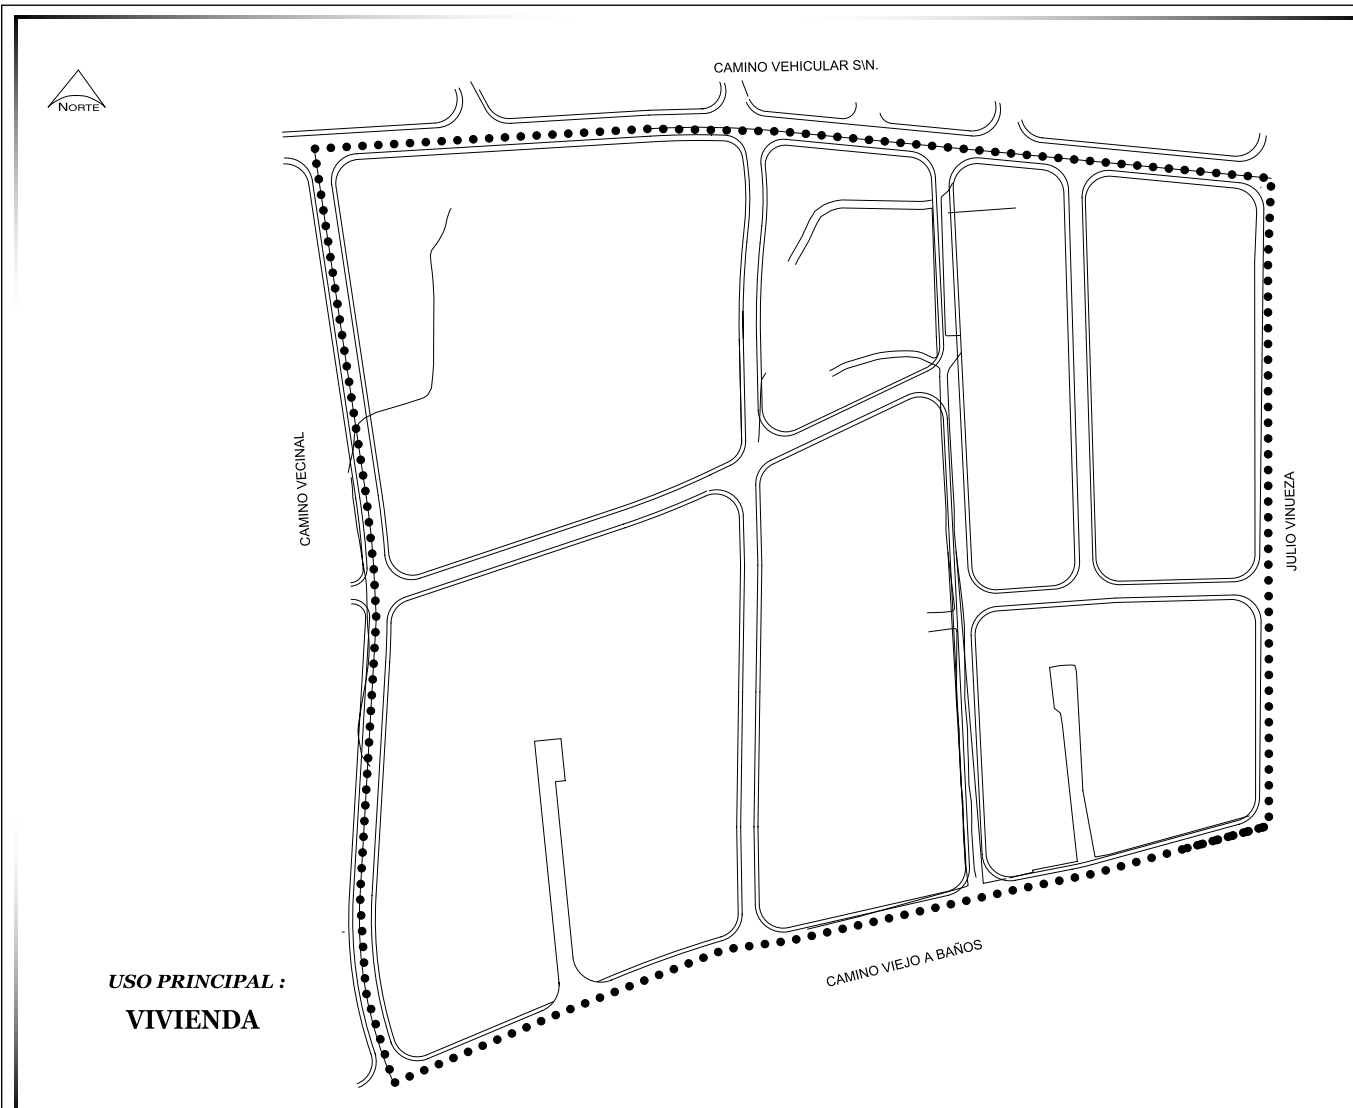 CAMINO VEHICULAR S\N.
NORTE
CAMINO VECINAL
JULIO VINUEZA
CAMINO VIEJO A BAÑOS
USO PRINCIPAL :
VIVIENDA